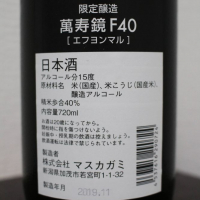 限定醸造
萬寿鏡 F40
[エフヨンマル]
日本酒
アルコール分15度
原材料名 米(国産)、米こうじ(国産米)、
醸造アルコール
精米歩合40%
内容量720ml
製造者
株式会社 マスカガミ
新潟県加茂市若宮町1-1-32
製造年月 2019.11